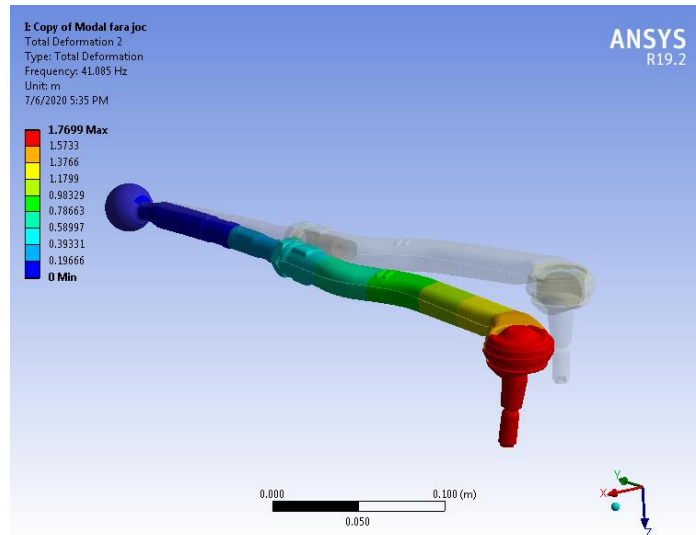 I: Copy of Modal fara joc
Total Deformation 2
Type: Total Deformation
Frequency: 41.085 Hz
Unit: m
7/6/2020 5:35 PM
ANSYS
R19.2
1.7699 Max
1.5733
1.3766
1.1799
0.98329
0.78663
0.58997
0.39331
0.19666
0 Min
0.000
0.100 (m)
0.050
Y
X
Z